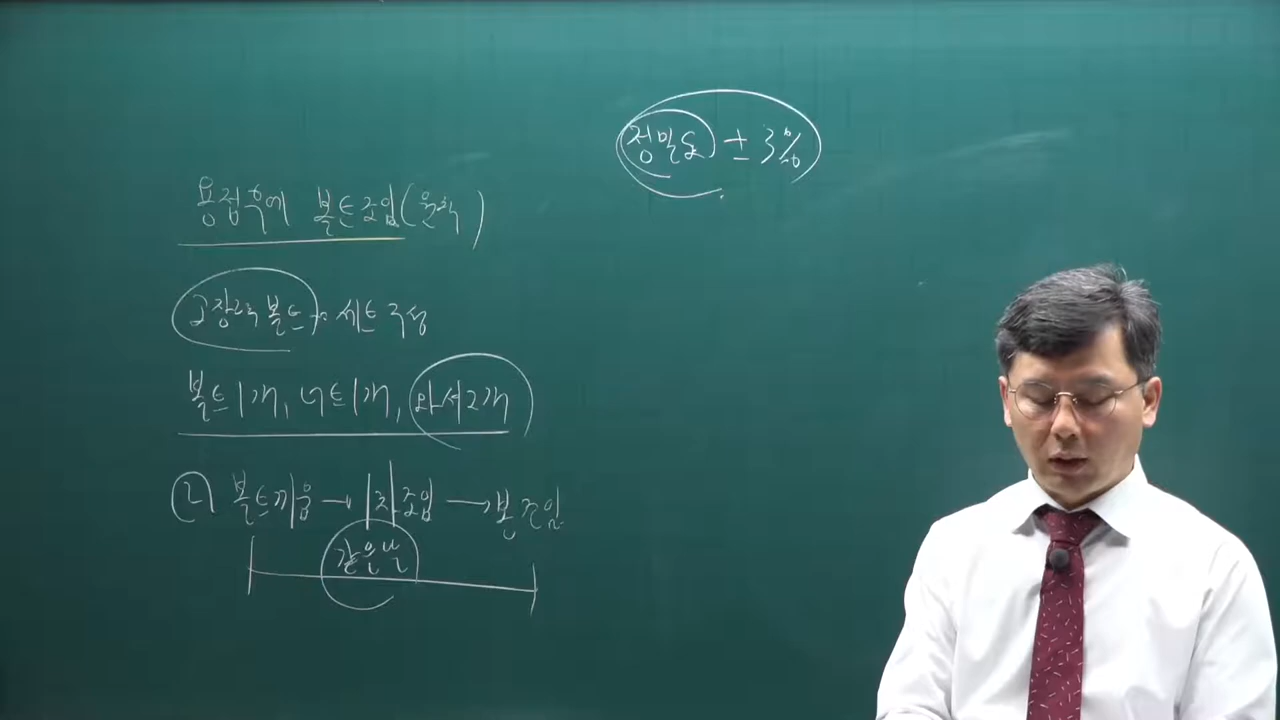 정밀도 ± 3%
용접후에 볼트조임(원칙)
고장력볼트 세트 구성
볼트1개, 너트1개, 와셔2개
② 볼트끼움 → 1차조임 → 본조임
같은날